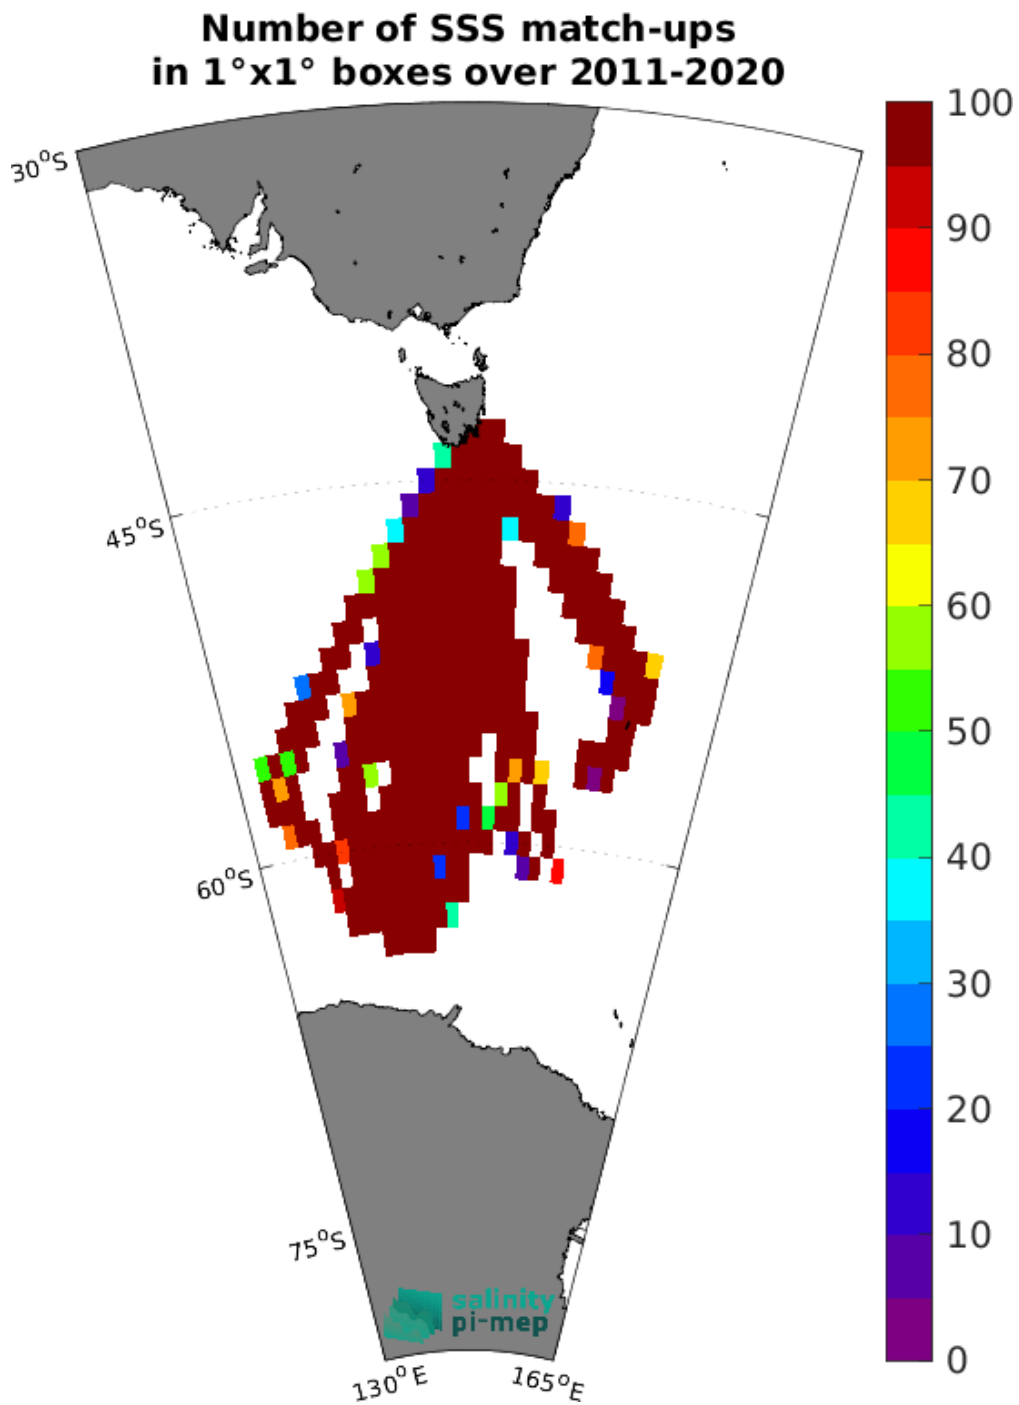 Number of SSS match-ups
in 1°x1° boxes over 2011-2020
30°S
45°S
60°S
75°S
130°E
165°E
100
90
80
70
60
50
40
30
20
10
0
salinity
pi-mep